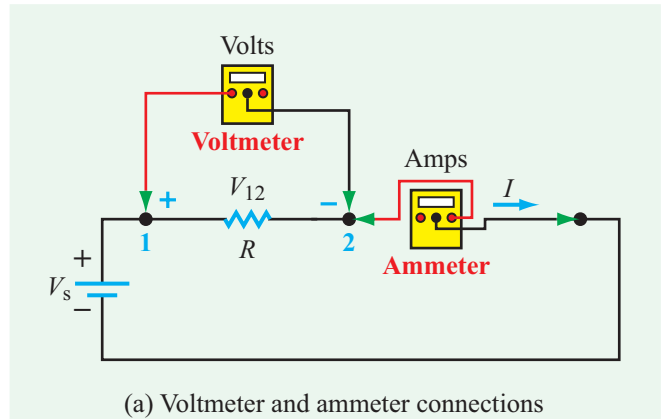 Volts
Voltmeter
Amps
V12
I
+
−
1
R
2
Ammeter
+
Vs
−
(a) Voltmeter and ammeter connections